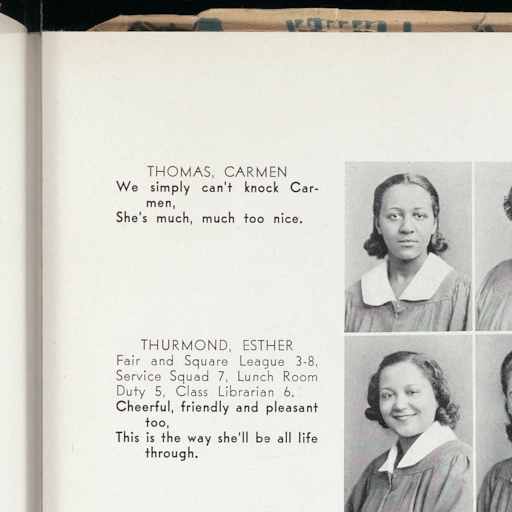 THOMAS, CARMEN
We simply can't knock Car-
men,
She's much, much too nice.
THURMOND, ESTHER
Fair and Square League 3-8,
Service Squad 7, Lunch Room
Duty 5, Class Librarian 6.
Cheerful, friendly and pleasant
too,
This is the way she'll be all life
through.